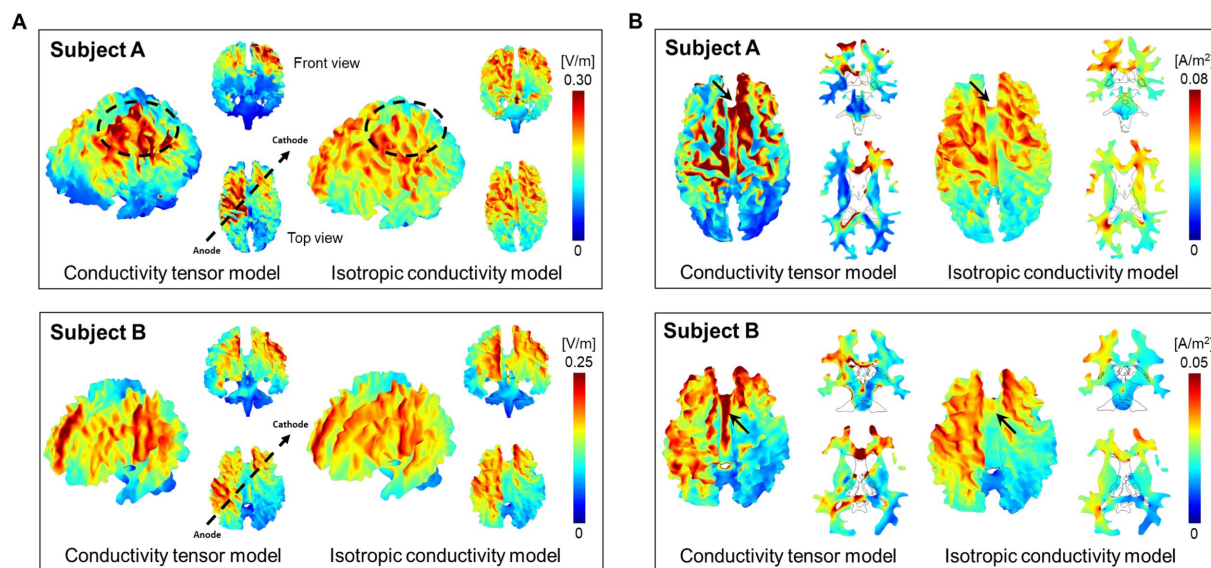 A
Subject A
Front view
[V/m]
0.30
Cathode
Anode
Top view
0
Conductivity tensor model
Isotropic conductivity model
Subject B
[V/m]
0.25
Cathode
Anode
0
Conductivity tensor model
Isotropic conductivity model
B
Subject A
[A/m²]
0.08
0
Conductivity tensor model
Isotropic conductivity model
Subject B
[A/m²]
0.05
0
Conductivity tensor model
Isotropic conductivity model